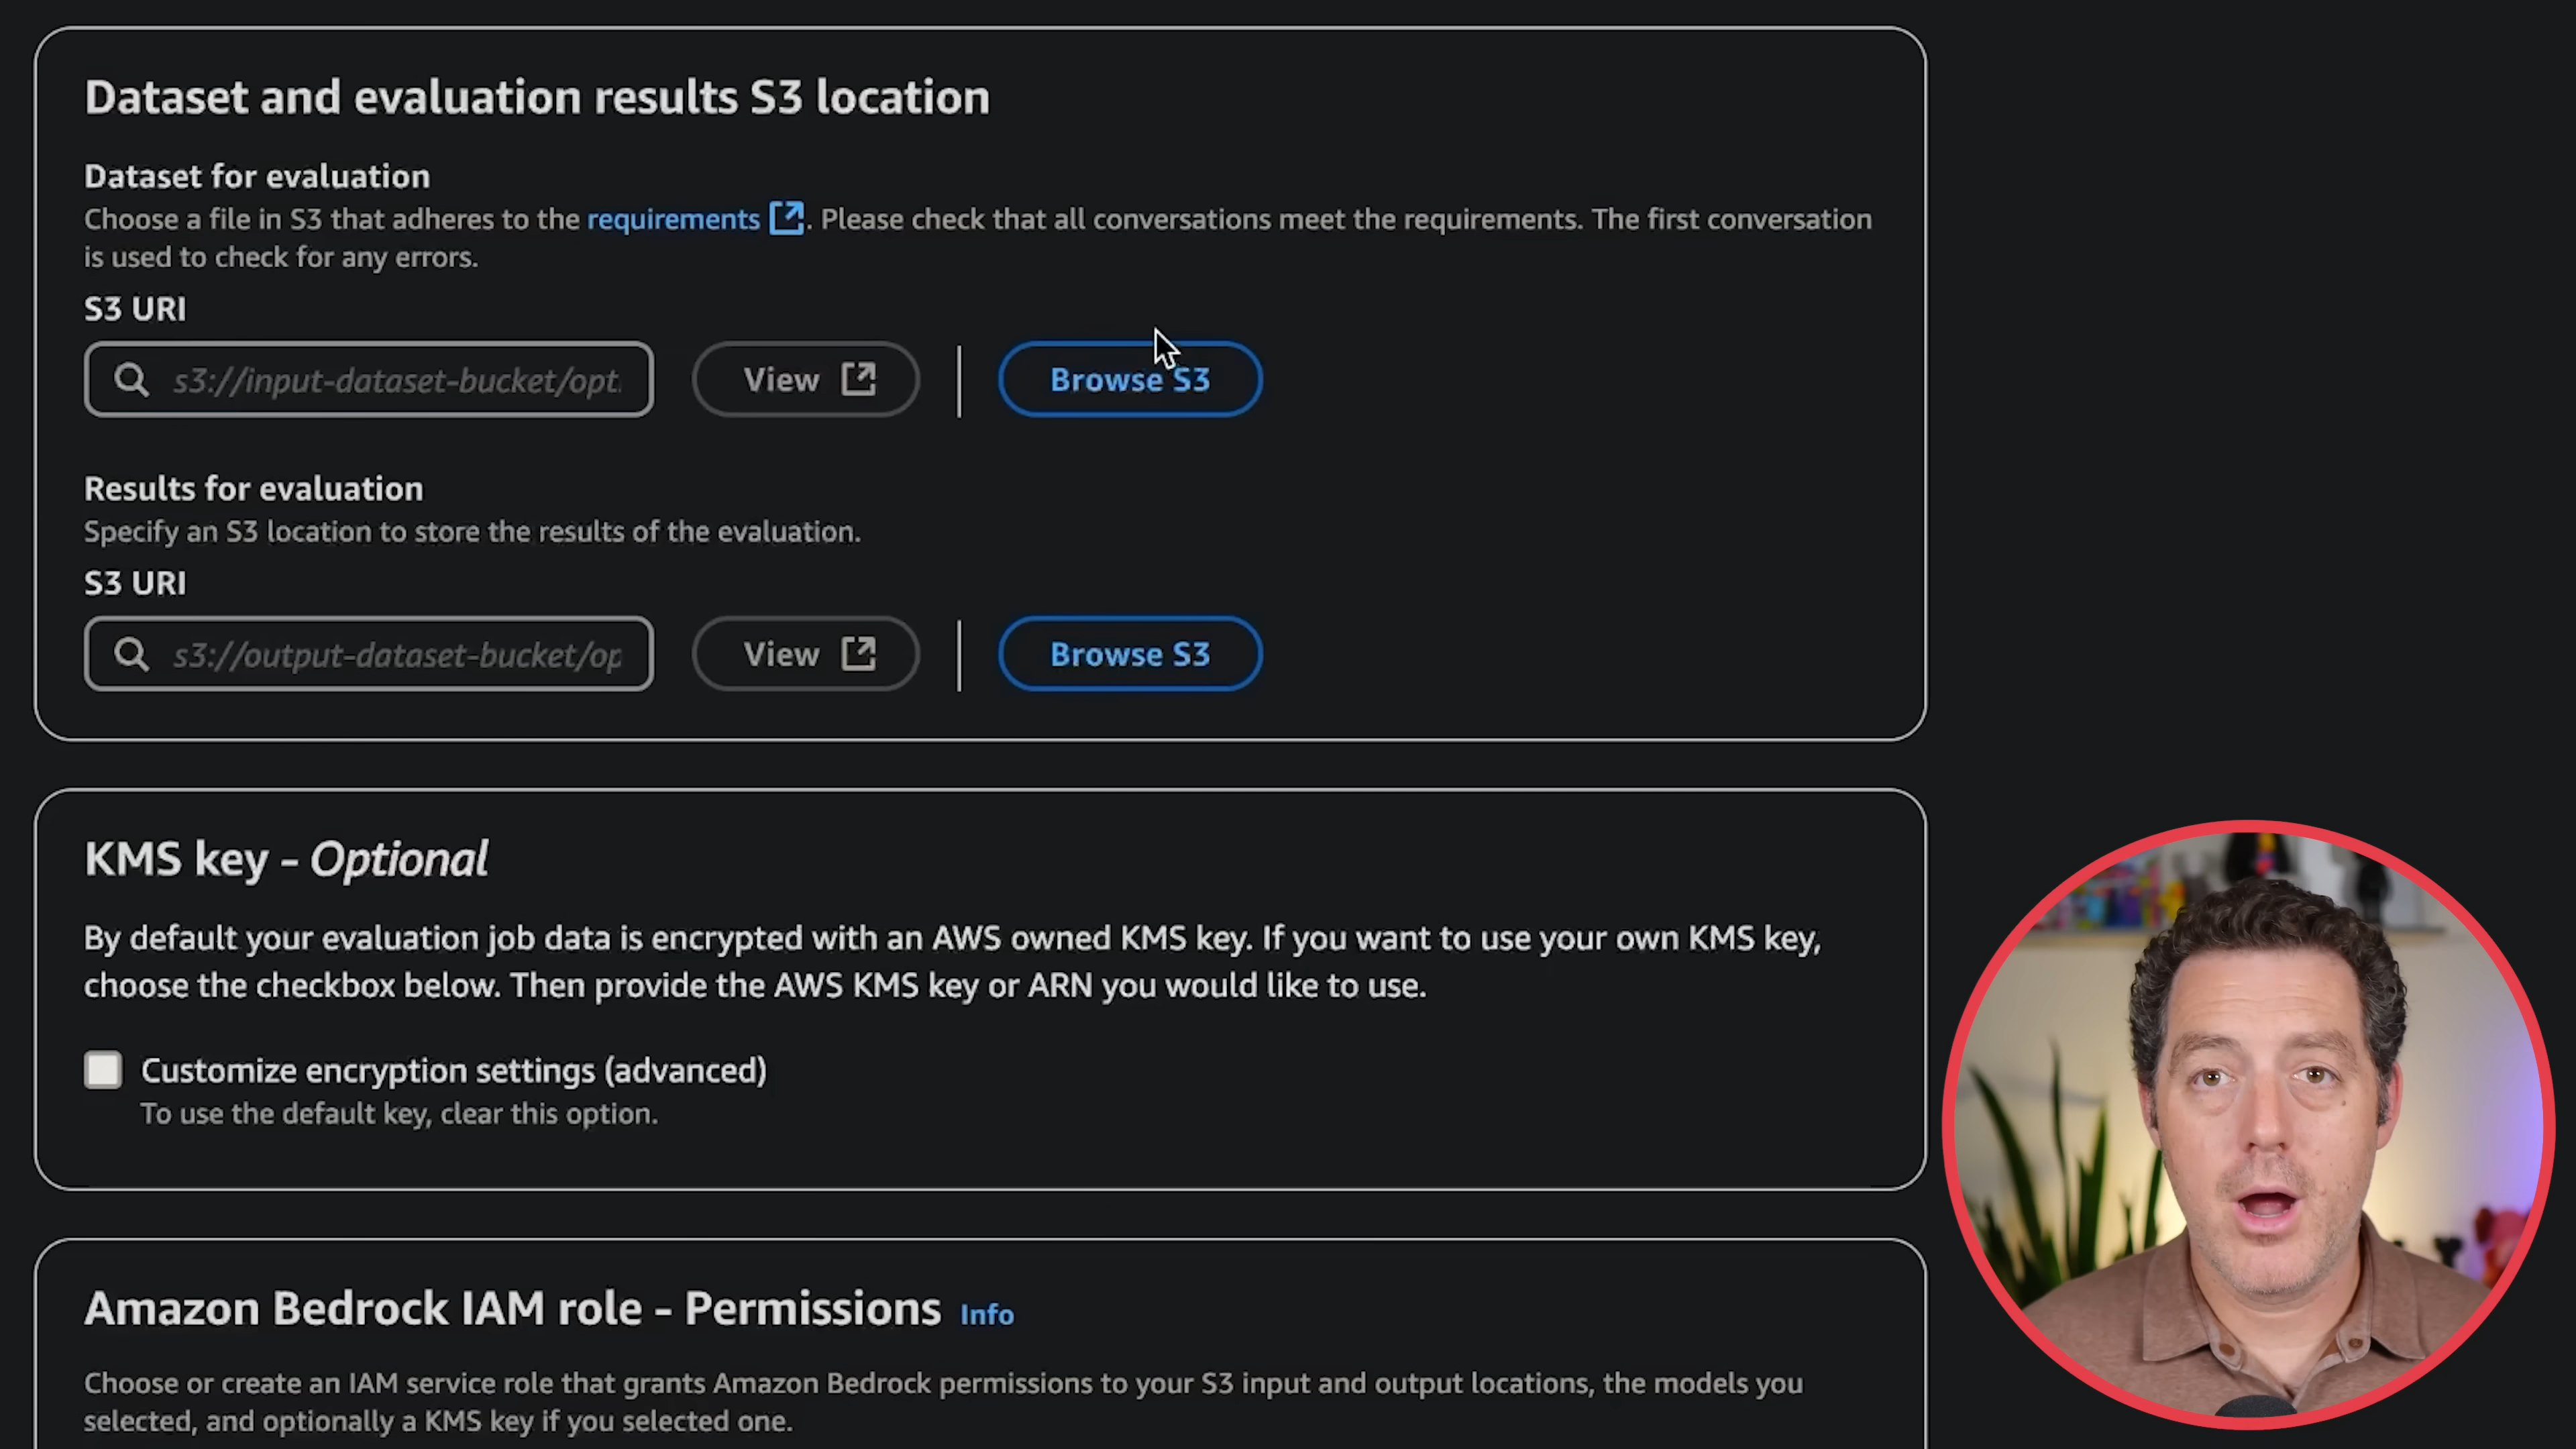 Dataset and evaluation results S3 location
Dataset for evaluation
Choose a file in S3 that adheres to the requirements. Please check that all conversations meet the requirements. The first conversation
is used to check for any errors.
S3 URI
s3://input-dataset-bucket/opt.
View
Browse S3
Results for evaluation
Specify an S3 location to store the results of the evaluation.
S3 URI
s3://output-dataset-bucket/op
View
Browse S3
KMS key - Optional
By default your evaluation job data is encrypted with an AWS owned KMS key. If you want to use your own KMS key,
choose the checkbox below. Then provide the AWS KMS key or ARN you would like to use.
Customize encryption settings (advanced)
To use the default key, clear this option.
Amazon Bedrock IAM role - Permissions Info
Choose or create an IAM service role that grants Amazon Bedrock permissions to your S3 input and output locations, the models you
selected, and optionally a KMS key if you selected one.